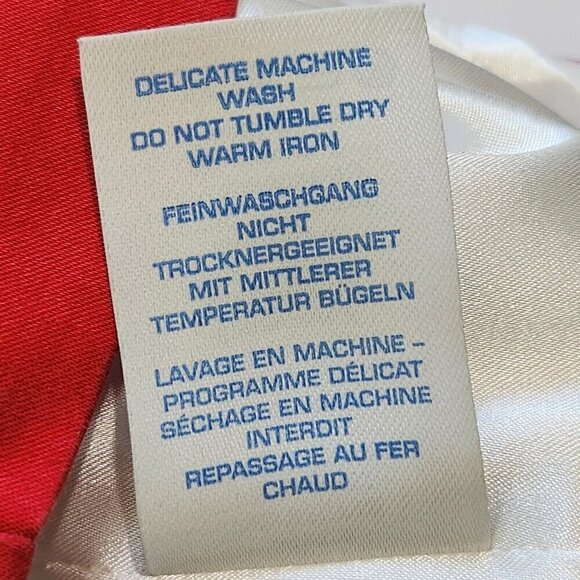 DELICATE MACHINE
WASH
DO NOT TUMBLE DRY
WARM IRON
FEINWASCHGANG
NICHT
TROCKNERGEEIGNET
MIT MITTLERER
TEMPERATUR BÜGELN
LAVAGE EN MACHINE –
PROGRAMME DÉLICAT
SÉCHAGE EN MACHINE
INTERDIT
REPASSAGE AU FER
CHAUD